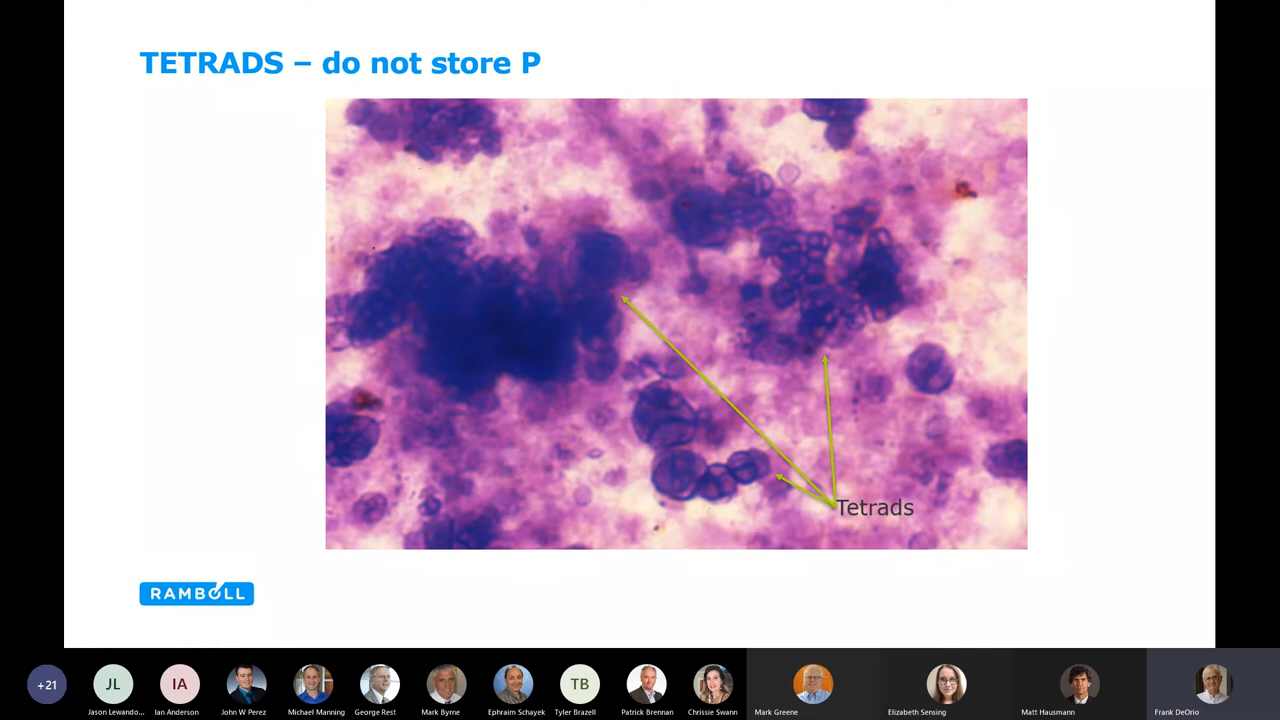 TETRADS – do not store P
Tetrads
RAMBOLL
+21
JL
IA
TB
Jason Lewando...
Ian Anderson
John W Perez
Michael Manning
George Rest
Mark Byrne
Ephraim Schayek
Tyler Brazell
Patrick Brennan
Chrissie Swann
Mark Greene
Elizabeth Sensing
Matt Hausmann
Frank DeOrio